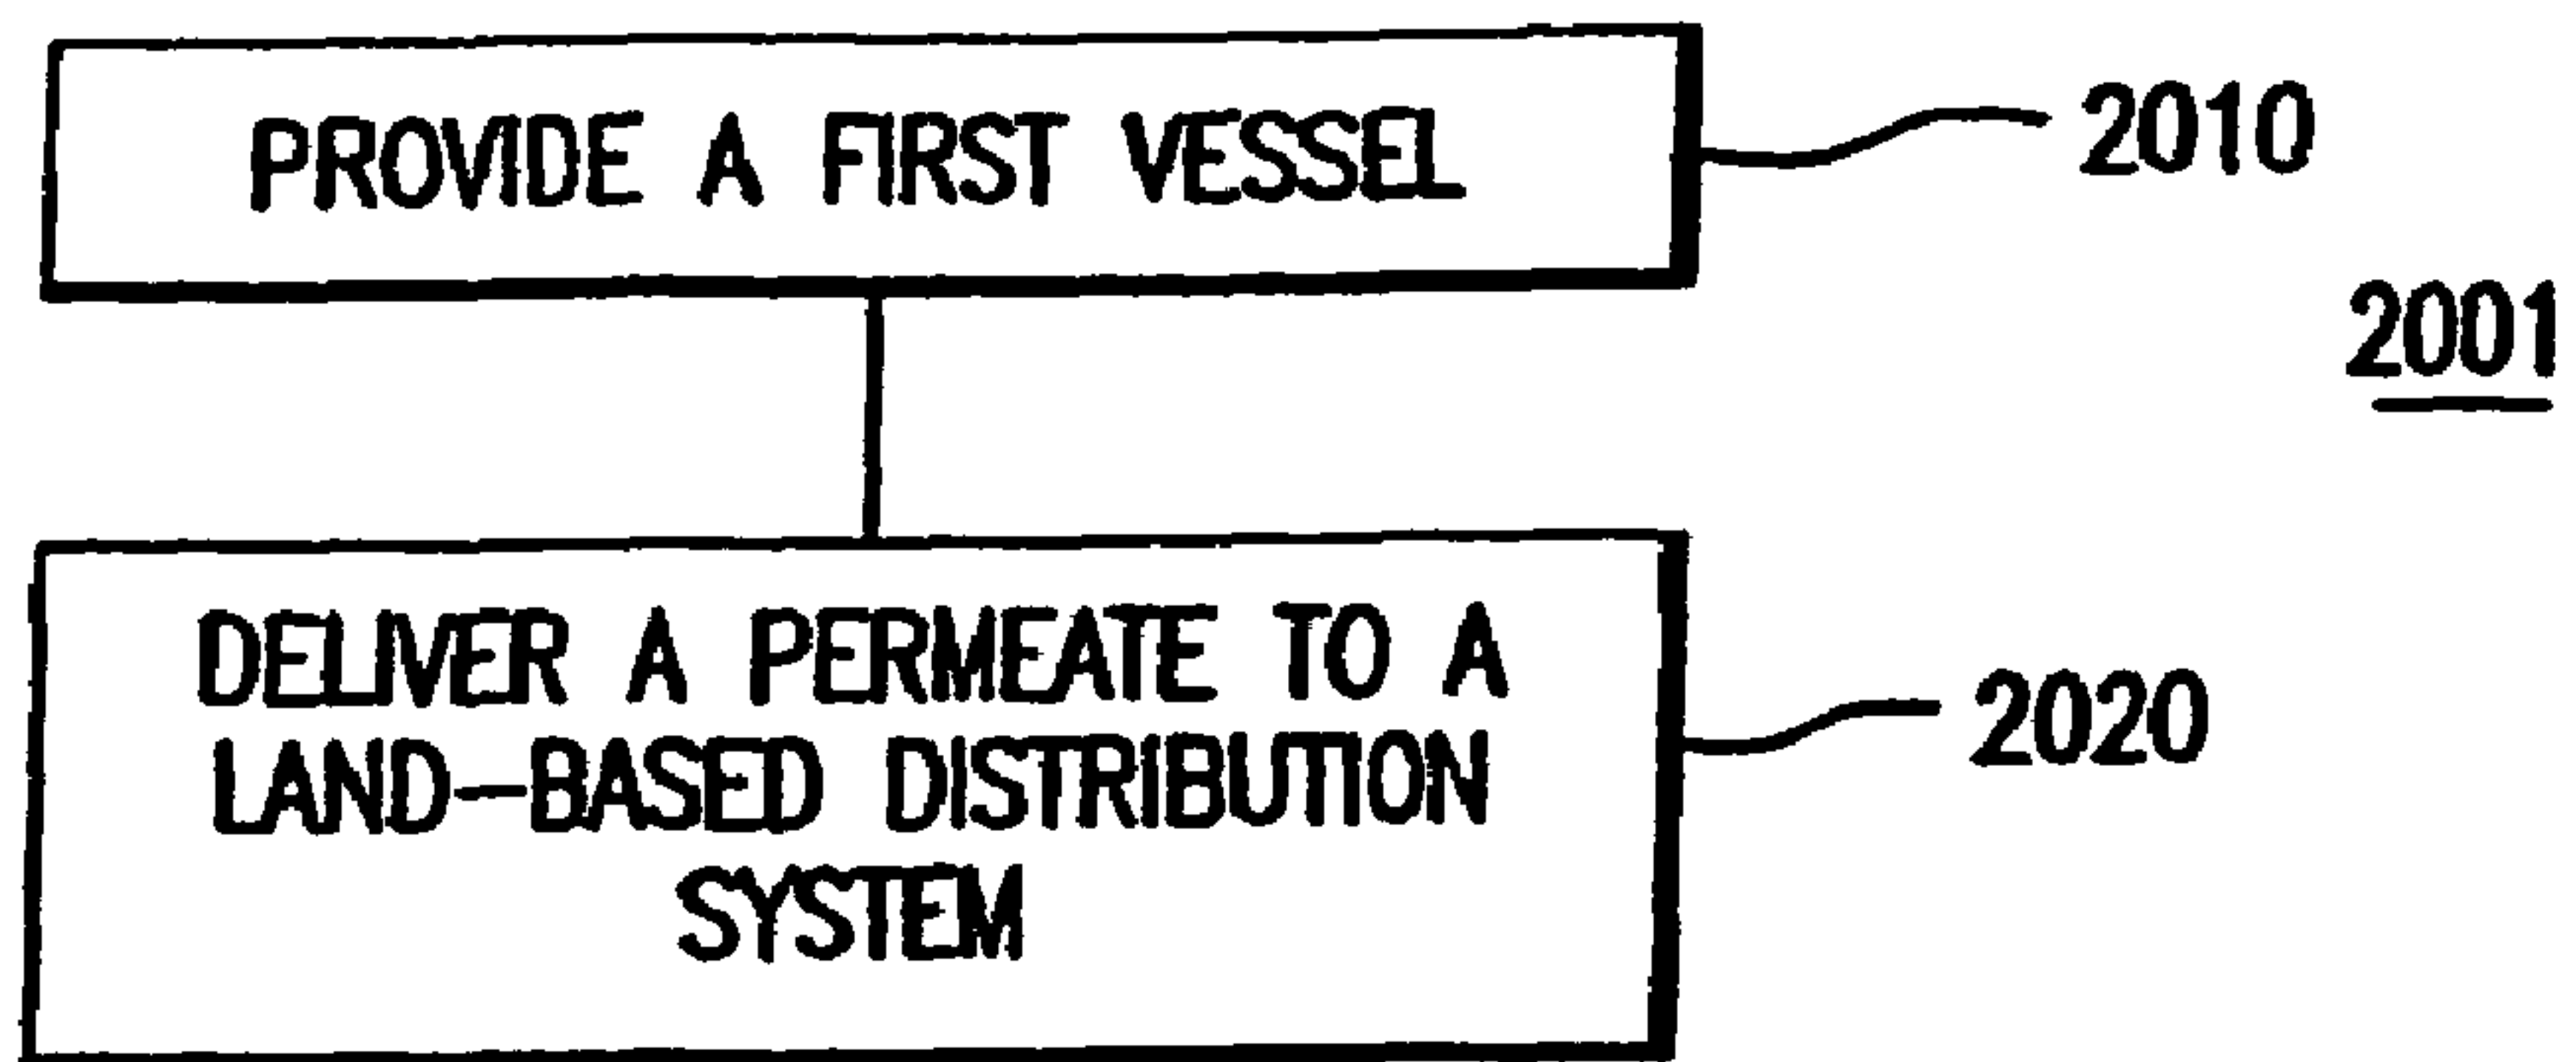 PROVIDE A FIRST VESSEL
2010
2001
DELIVER A PERMEATE TO A
LAND-BASED DISTRIBUTION
SYSTEM
2020